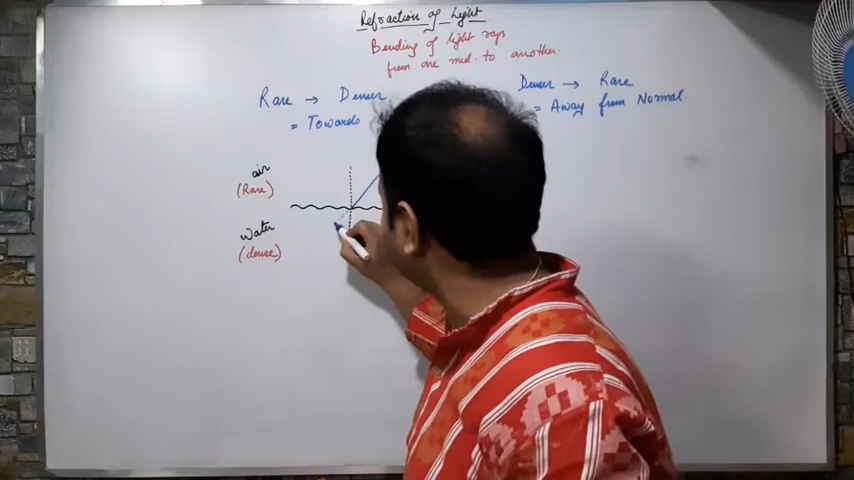 Refraction of Light
Bending of light rays
from one med. to another.
Rare → Denser
= Towards
Denser → Rare
= Away from Normal
air
(Rare)
water
(dense)